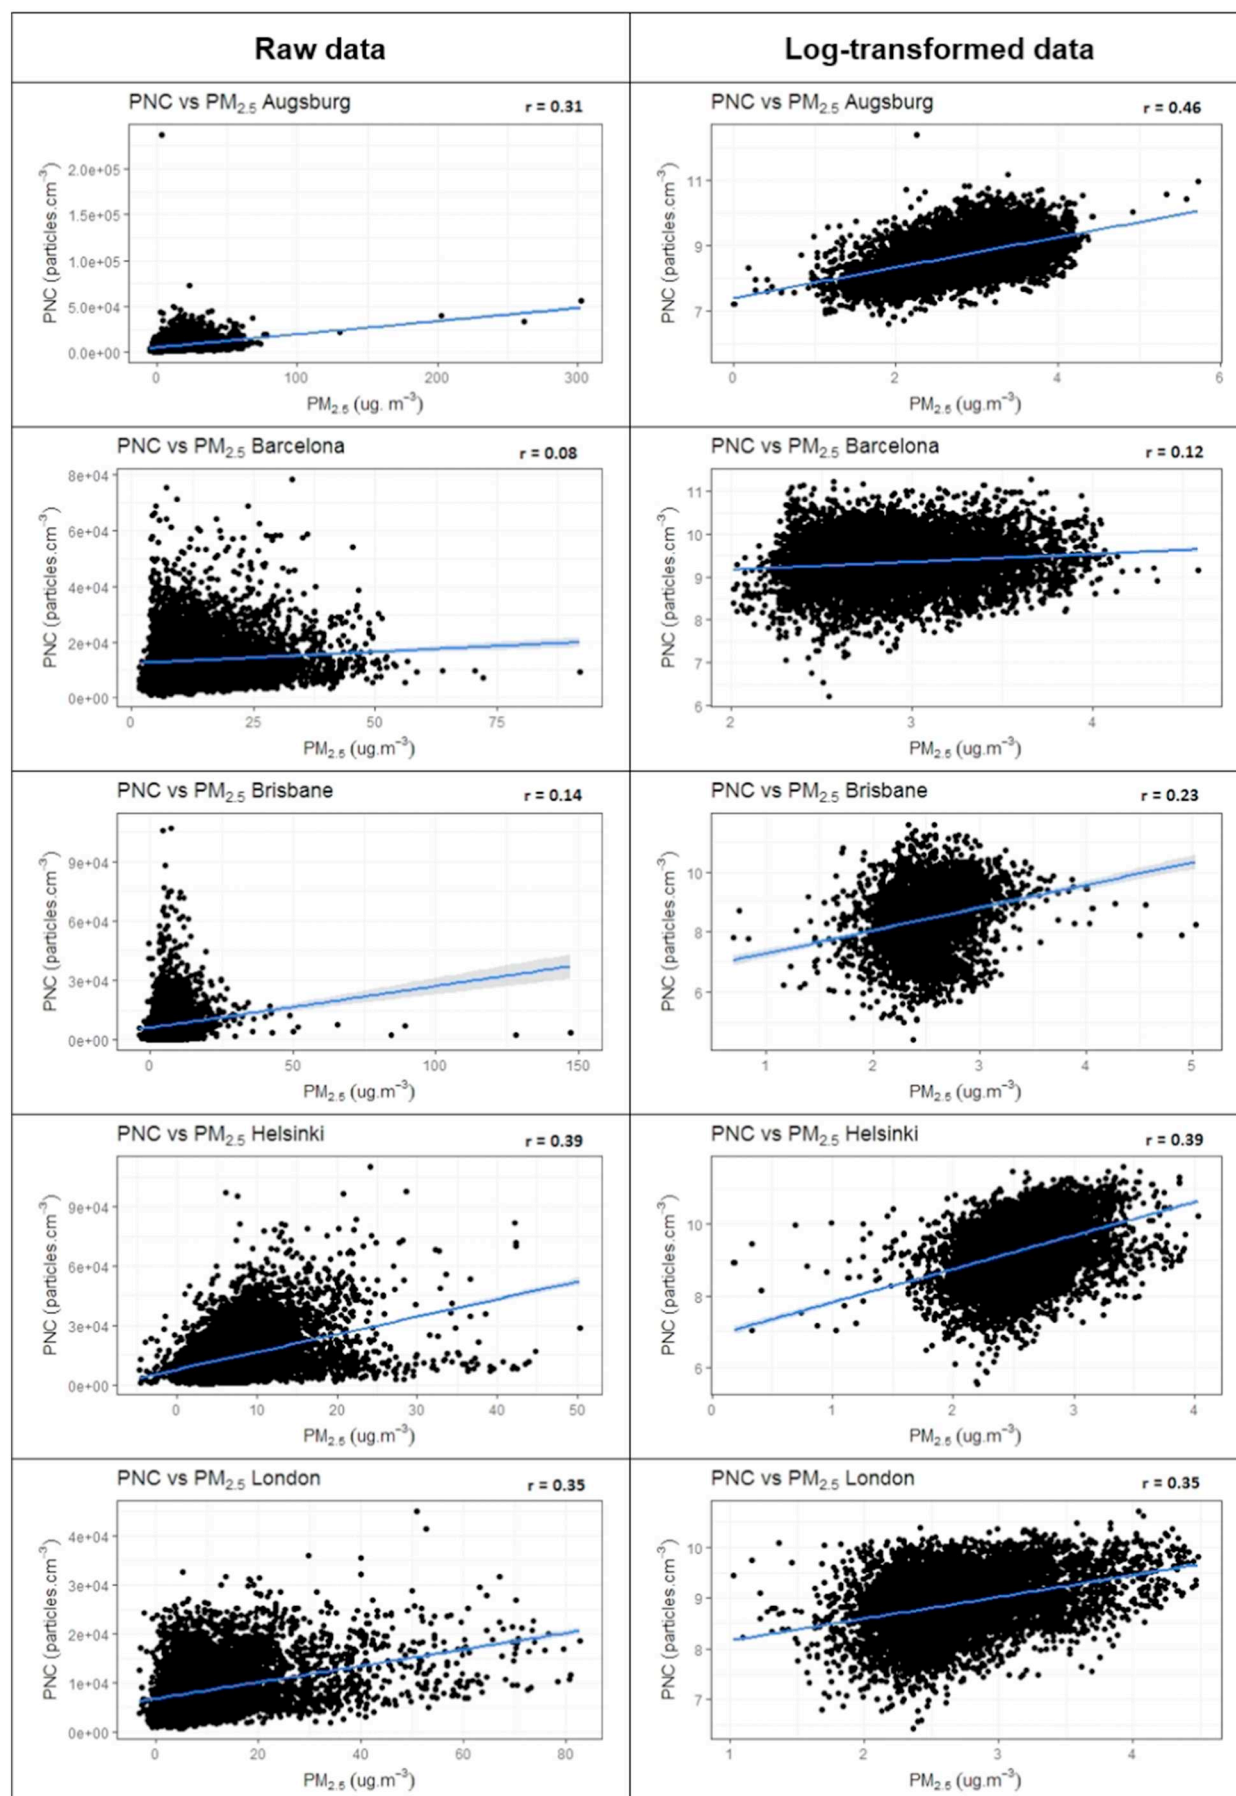 Raw data
Log-transformed data
PNC vs PM2.5 Augsburg
r = 0.31
PNC (particles.cm−3)
2.0e+05
1.5e+05
1.0e+05
5.0e+04
0.0e+00
0 100 200 300
PM2.5 (ug. m−3)
PNC vs PM2.5 Augsburg
r = 0.46
PNC (particles.cm−3)
11
9
7
0 2 4 6
PM2.5 (ug.m−3)
PNC vs PM2.5 Barcelona
r = 0.08
PNC (particles.cm−3)
8e+04
6e+04
4e+04
2e+04
0e+00
0 25 50 75
PM2.5 (ug.m−3)
PNC vs PM2.5 Barcelona
r = 0.12
PNC (particles.cm−3)
11
10
9
8
7
6
2 3 4
PM2.5 (ug.m−3)
PNC vs PM2.5 Brisbane
r = 0.14
PNC (particles.cm−3)
9e+04
6e+04
3e+04
0e+00
0 50 100 150
PM2.5 (ug.m−3)
PNC vs PM2.5 Brisbane
r = 0.23
PNC (particles.cm−3)
10
8
6
1 2 3 4 5
PM2.5 (ug.m−3)
PNC vs PM2.5 Helsinki
r = 0.39
PNC (particles.cm−3)
9e+04
6e+04
3e+04
0e+00
0 10 20 30 40 50
PM2.5 (ug.m−3)
PNC vs PM2.5 Helsinki
r = 0.39
PNC (particles.cm−3)
10
8
6
0 1 2 3 4
PM2.5 (ug.m−3)
PNC vs PM2.5 London
r = 0.35
PNC (particles.cm−3)
4e+04
3e+04
2e+04
1e+04
0e+00
0 20 40 60 80
PM2.5 (ug.m−3)
PNC vs PM2.5 London
r = 0.35
PNC (particles.cm−3)
10
9
8
7
1 2 3 4
PM2.5 (ug.m−3)